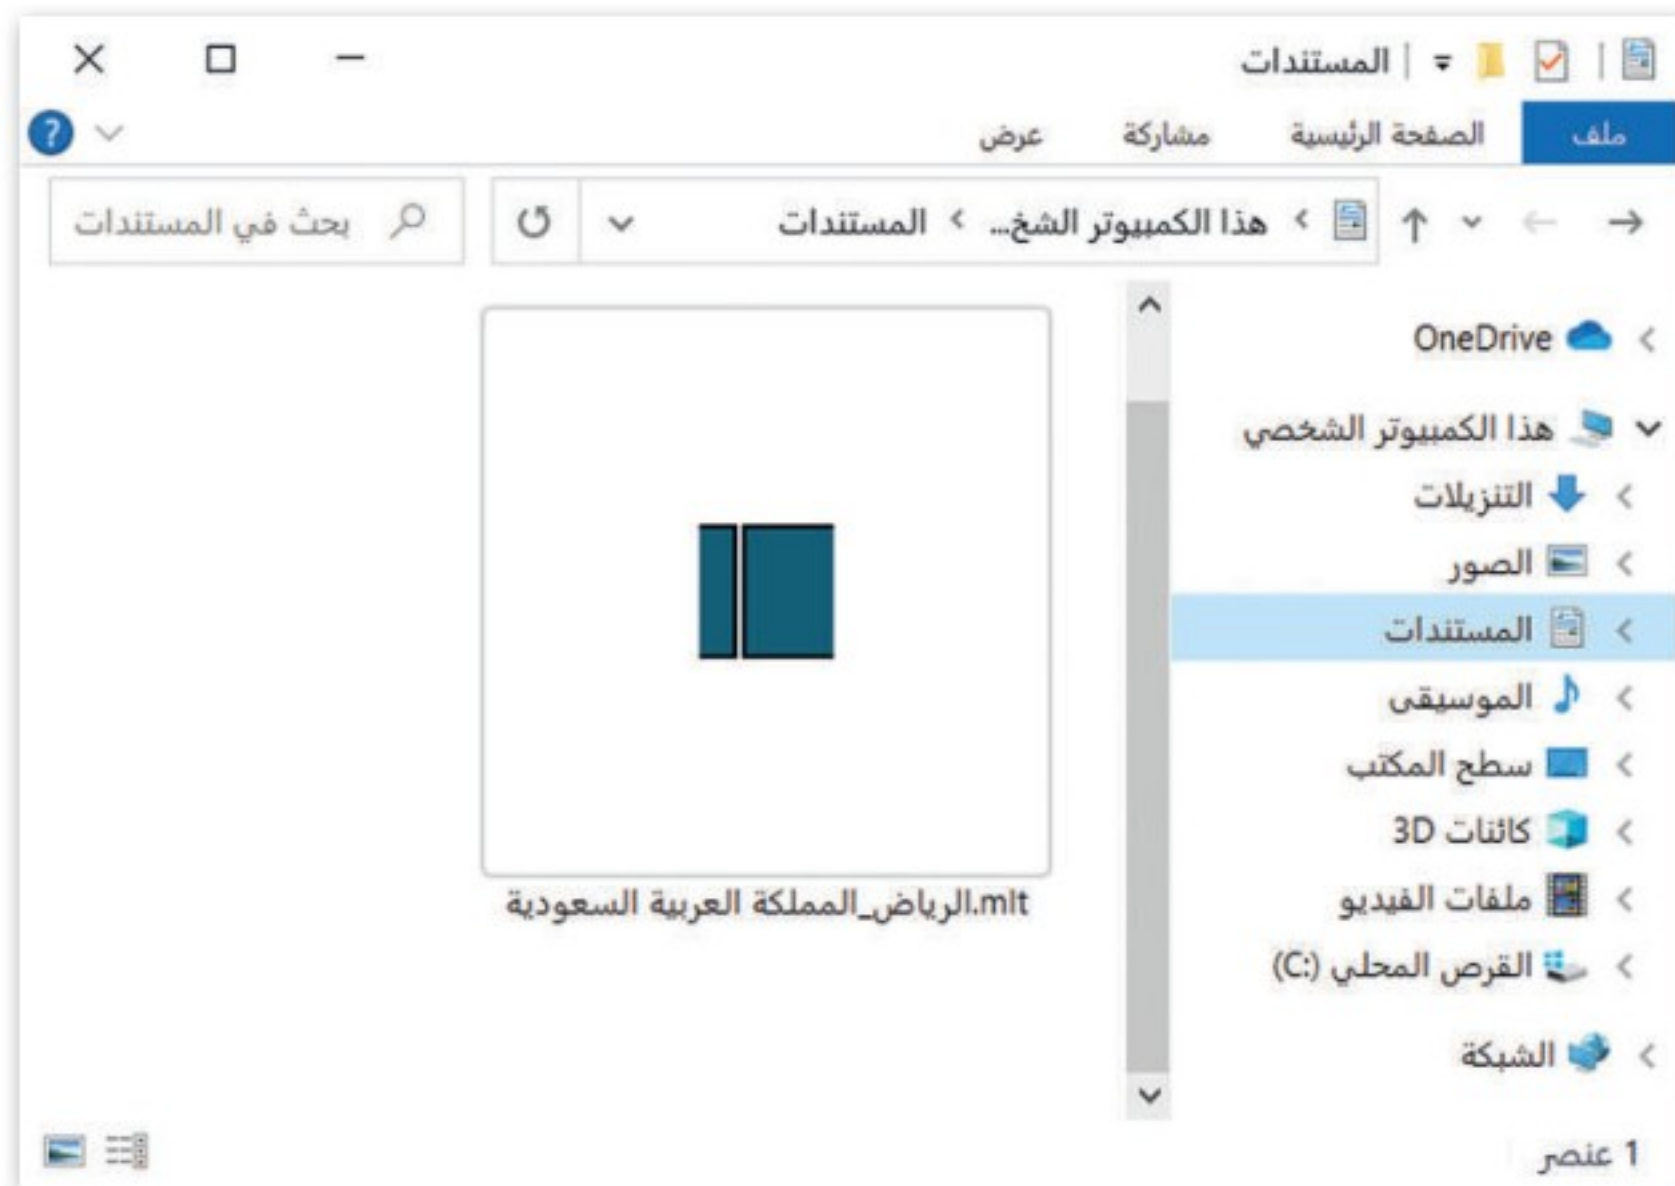 المستندات
ملف الصفحة الرئيسية مشاركة عرض
هذا الكمبيوتر الشخ... المستندات بحث في المستندات
OneDrive
هذا الكمبيوتر الشخصي
التنزيلات
الصور
المستندات
الموسيقى
سطح المكتب
كائنات 3D
ملفات الفيديو
القرص المحلي (C:)
الشبكة
الرياض_المملكة العربية السعودية.mlt
1 عنصر